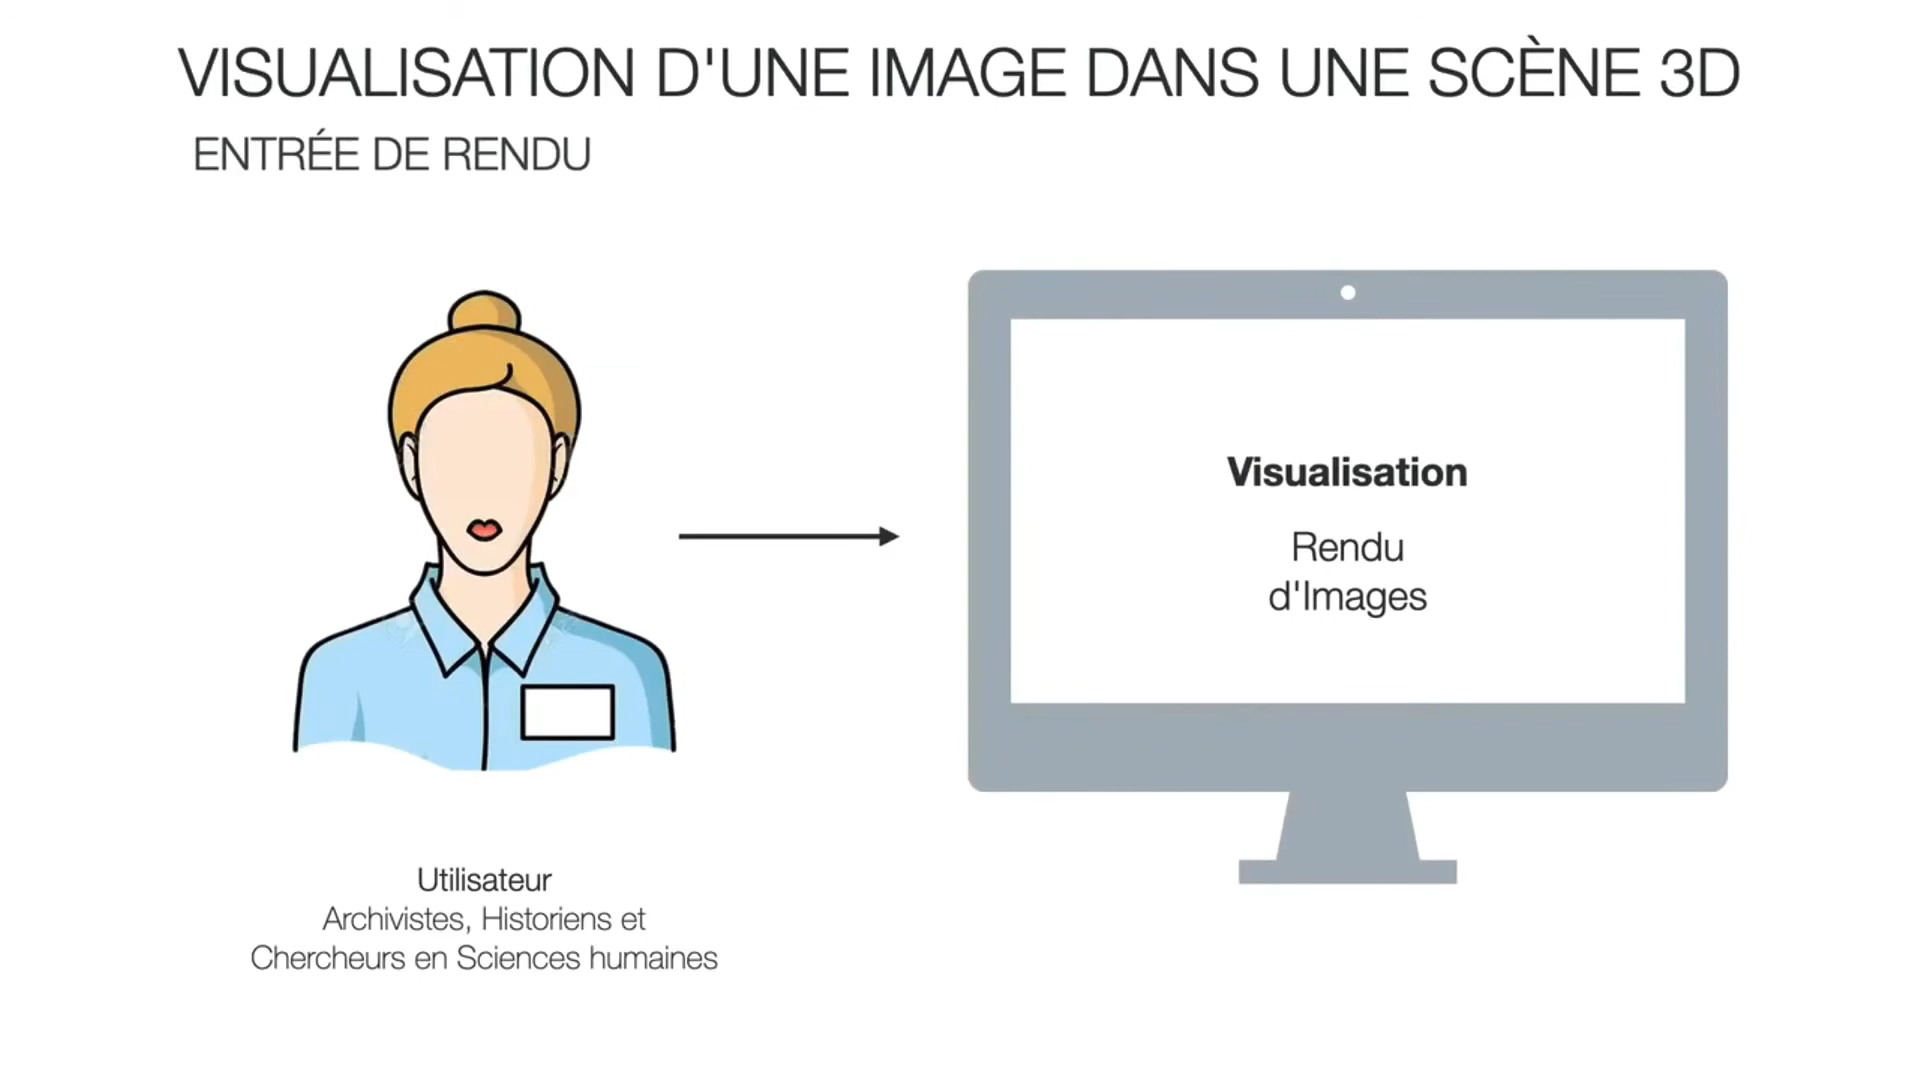 VISUALISATION D'UNE IMAGE DANS UNE SCÈNE 3D
ENTRÉE DE RENDU
Visualisation
Rendu
d'Images
Utilisateur
Archivistes, Historiens et
Chercheurs en Sciences humaines